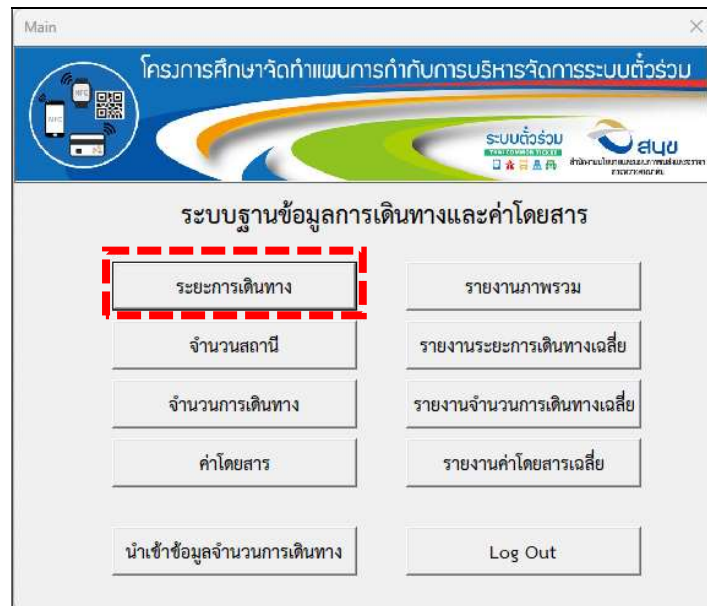 Main
โครงการศึกษาจัดทำแผนการกำกับการบริหารจัดการระบบตั๋วร่วม
NFC
NFC
ระบบตั๋วร่วม
THAI COMMON TICKET
สนข
ระบบฐานข้อมูลการเดินทางและค่าโดยสาร
ระยะการเดินทาง
รายงานภาพรวม
จำนวนสถานี
รายงานระยะการเดินทางเฉลี่ย
จำนวนการเดินทาง
รายงานจำนวนการเดินทางเฉลี่ย
ค่าโดยสาร
รายงานค่าโดยสารเฉลี่ย
นำเข้าข้อมูลจำนวนการเดินทาง
Log Out